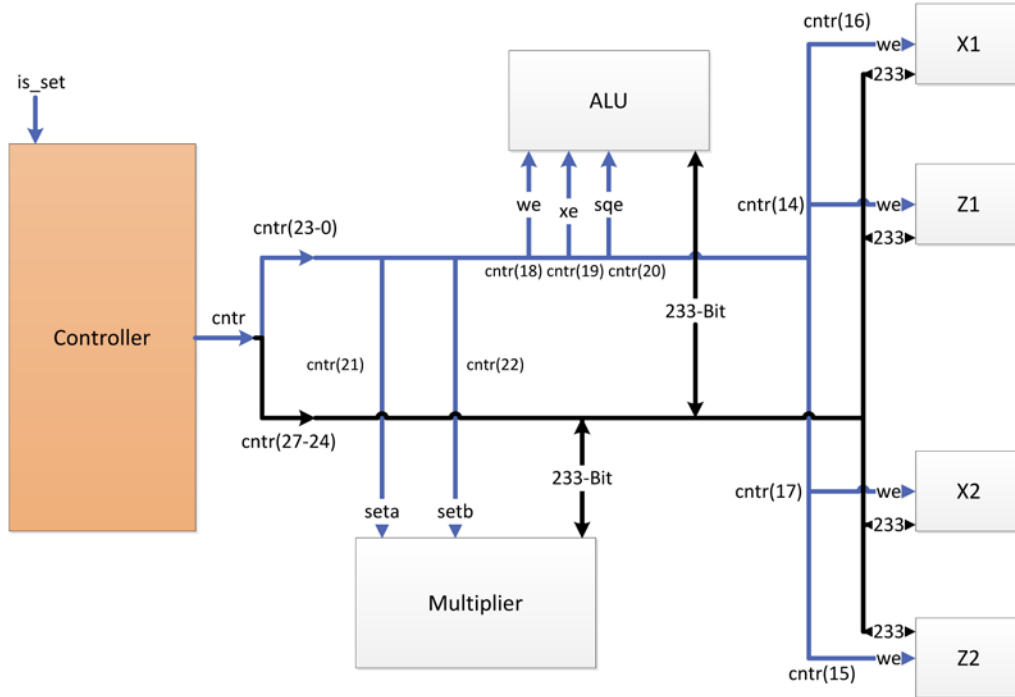 cntr(16)
we
X1
233
is_set
ALU
we
xe
sqe
cntr(14)
we
Z1
233
cntr(23-0)
cntr(18)
cntr(19)
cntr(20)
233-Bit
cntr
Controller
cntr(21)
cntr(22)
cntr(27-24)
233-Bit
cntr(17)
we
X2
233
seta
setb
Multiplier
233
we
Z2
cntr(15)